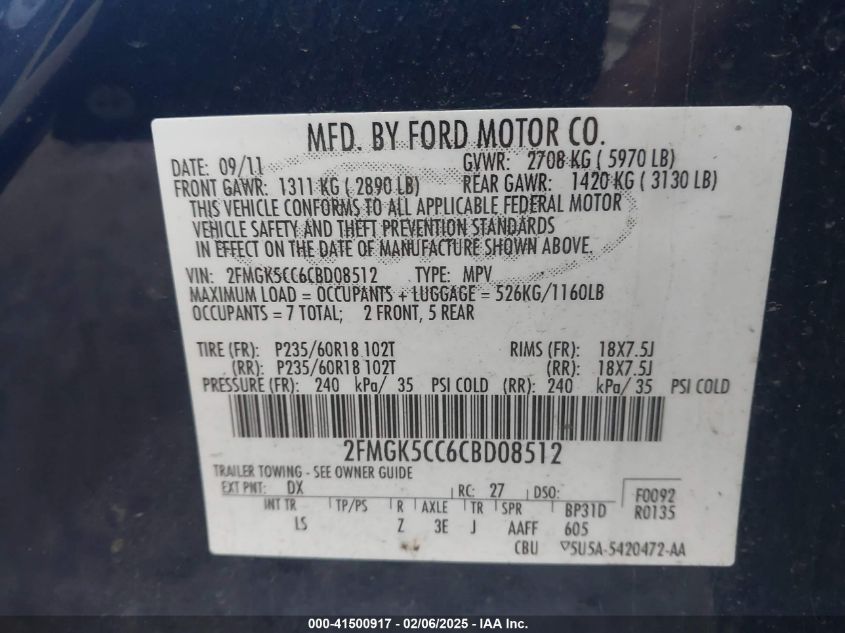 MFD. BY FORD MOTOR CO.
DATE: 09/11 GVWR: 2708 KG ( 5970 LB)
FRONT GAWR: 1311 KG ( 2890 LB) REAR GAWR: 1420 KG ( 3130 LB)
THIS VEHICLE CONFORMS TO ALL APPLICABLE FEDERAL MOTOR
VEHICLE SAFETY AND THEFT PREVENTION STANDARDS
IN EFFECT ON THE DATE OF MANUFACTURE SHOWN ABOVE.
VIN: 2FMGK5CC6CBD08512 TYPE: MPV
MAXIMUM LOAD = OCCUPANTS + LUGGAGE = 526KG/1160LB
OCCUPANTS = 7 TOTAL; 2 FRONT, 5 REAR
TIRE (FR): P235/60R18 102T RIMS (FR): 18X7.5J
(RR): P235/60R18 102T (RR): 18X7.5J
PRESSURE (FR): 240 kPa/ 35 PSI COLD (RR): 240 kPa/ 35 PSI COLD
2FMGK5CC6CBD08512
TRAILER TOWING - SEE OWNER GUIDE
EXT PNT: DX RC: 27 DSO: F0092
INT TR TP/PS R AXLE TR SPR BP31D R0135
LS Z 3E J AAFF 605
CBU ▽5U5A-5420472-AA
000-41500917 - 02/06/2025 - IAA Inc.